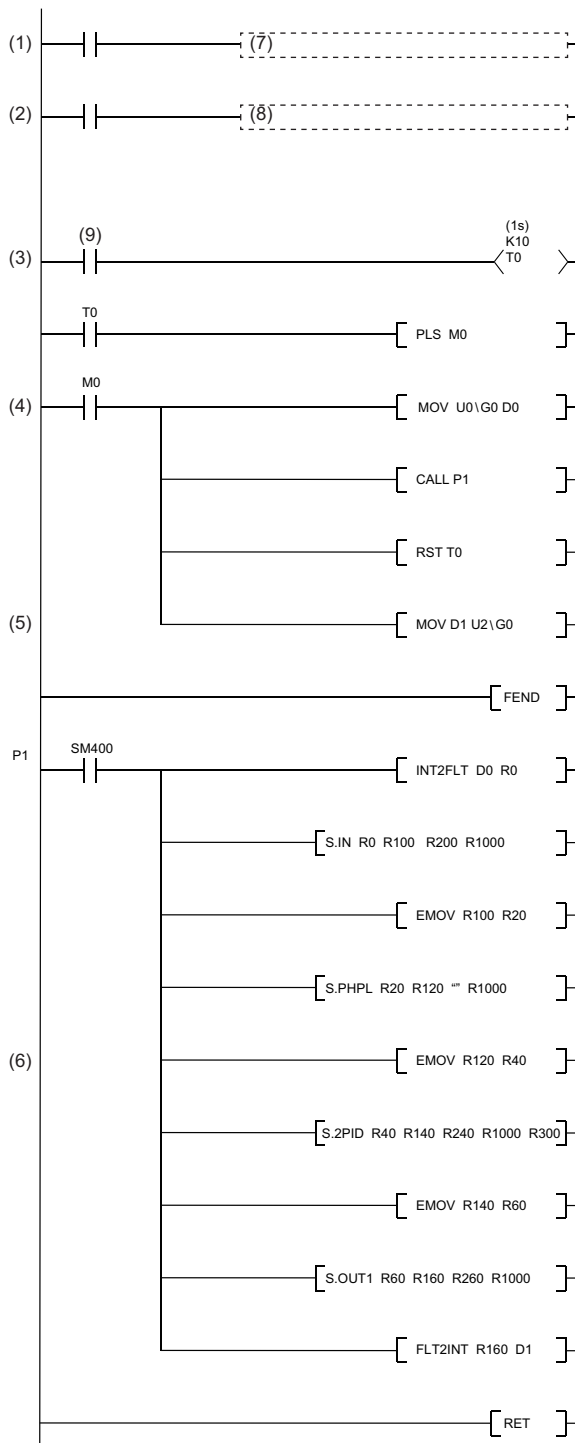 (1) (7)
(2) (8)
(9) (1s)
(3) K10
T0
T0
PLS M0
M0
(4) MOV U0\G0 D0
CALL P1
RST T0
(5) MOV D1 U2\G0
FEND
P1 SM400
INT2FLT D0 R0
S.IN R0 R100 R200 R1000
EMOV R100 R20
S.PHPL R20 R120 “” R1000
(6) EMOV R120 R40
S.2PID R40 R140 R240 R1000 R300
EMOV R140 R60
S.OUT1 R60 R160 R260 R1000
FLT2INT R160 D1
RET